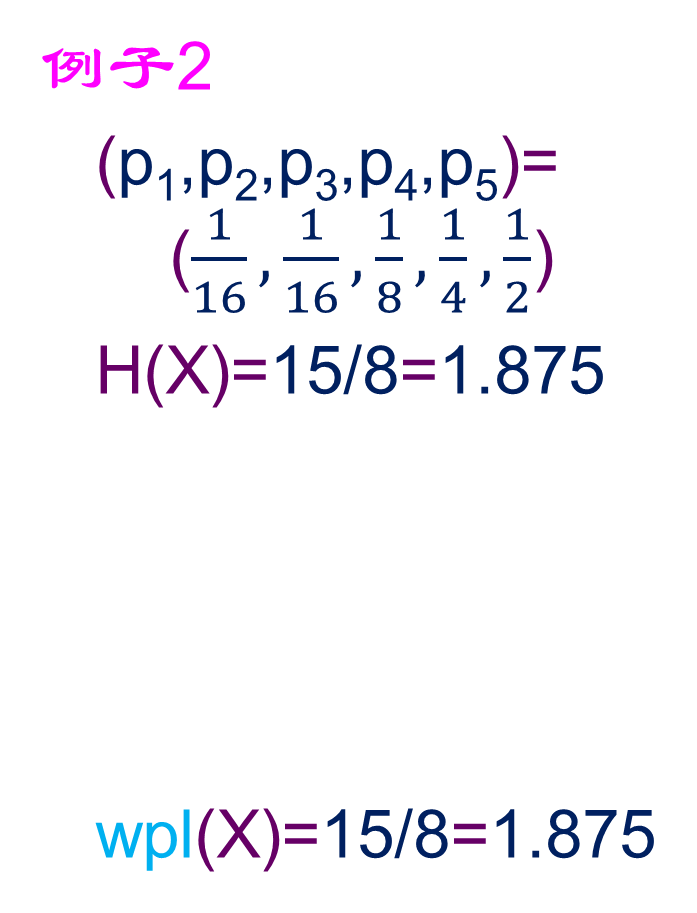 例子2
(p₁,p₂,p₃,p₄,p₅)=
(1/16, 1/16, 1/8, 1/4, 1/2)
H(X)=15/8=1.875
wpl(X)=15/8=1.875